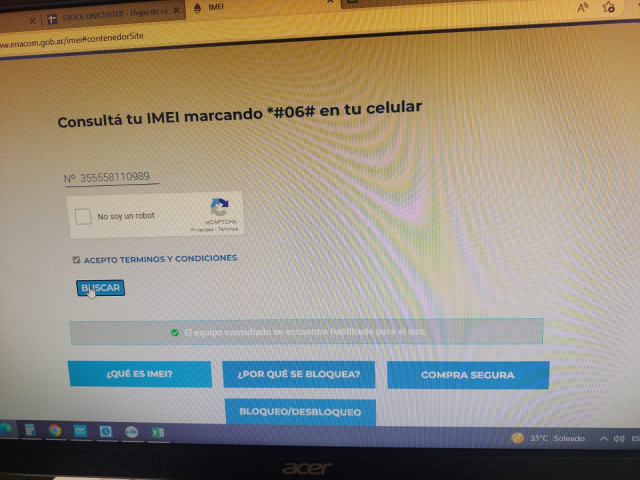 STOCK UNICENTER - Hojas de cá
IMEI
ww.enacom.gob.ar/imei#contenedorSite
Consultá tu IMEI marcando *#06# en tu celular
Nº 355558110989
No soy un robot
reCAPTCHA
Privacidad - Términos
ACEPTO TERMINOS Y CONDICIONES
BUSCAR
El equipo consultado se encuentra Habilitado para el uso.
¿QUÉ ES IMEI?
¿POR QUÉ SE BLOQUEA?
COMPRA SEGURA
BLOQUEO/DESBLOQUEO
33°C Soleado
ES
acer